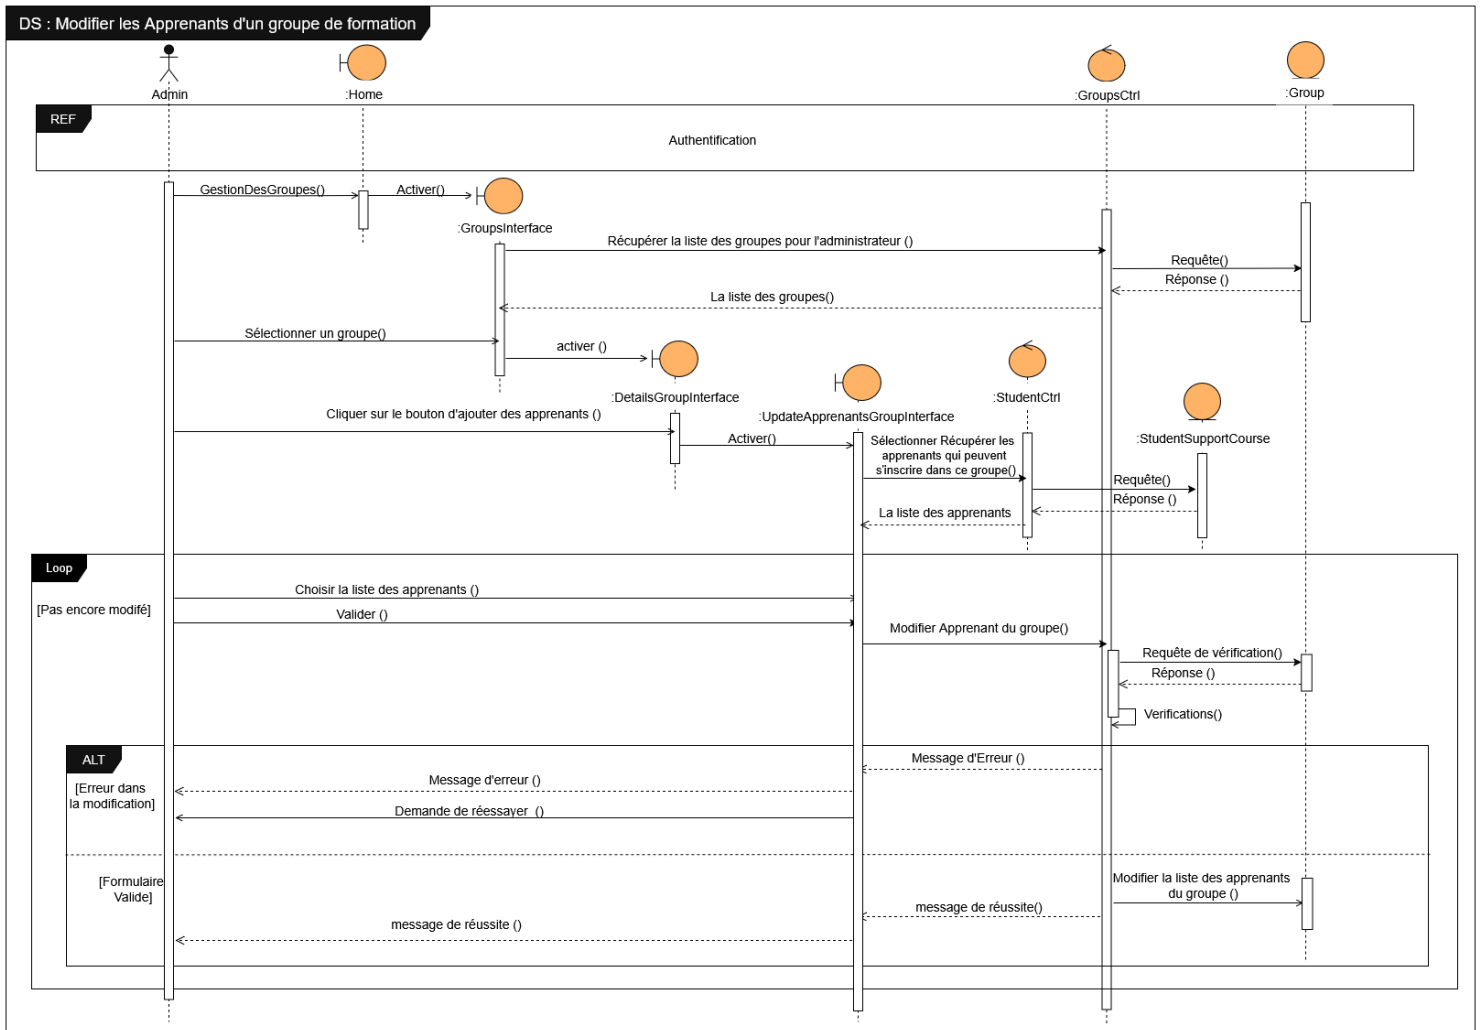 DS : Modifier les Apprenants d'un groupe de formation
Admin
:Home
:GroupsCtrl
:Group
REF
Authentification
GestionDesGroupes()
Activer()
:GroupsInterface
Récupérer la liste des groupes pour l'administrateur ()
Requête()
Réponse ()
La liste des groupes()
Sélectionner un groupe()
activer ()
:DetailsGroupInterface
:UpdateApprenantsGroupInterface
:StudentCtrl
:StudentSupportCourse
Cliquer sur le bouton d'ajouter des apprenants ()
Activer()
Sélectionner Récupérer les
apprenants qui peuvent
s'inscrire dans ce groupe()
Requête()
Réponse ()
La liste des apprenants
Loop
[Pas encore modifé]
Choisir la liste des apprenants ()
Valider ()
Modifier Apprenant du groupe()
Requête de vérification()
Réponse ()
Verifications()
ALT
[Erreur dans
la modification]
Message d'Erreur ()
Message d'erreur ()
Demande de réessayer  ()
[Formulaire
Valide]
Modifier la liste des apprenants
du groupe ()
message de réussite()
message de réussite ()